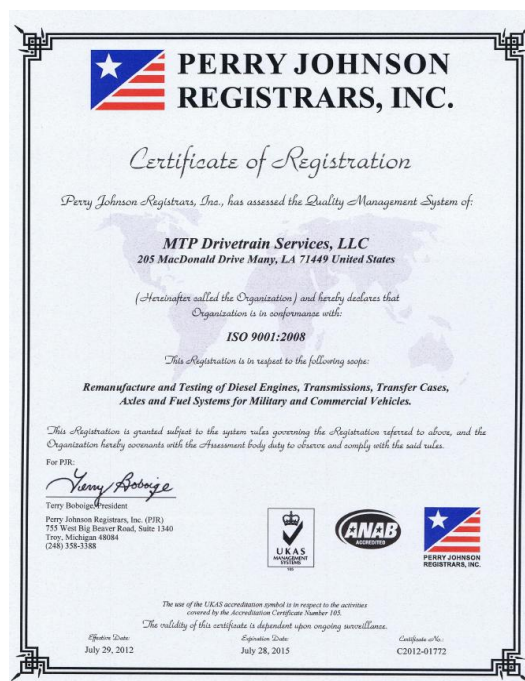 PERRY JOHNSON
REGISTRARS, INC.
Certificate of Registration
Perry Johnson Registrars, Inc., has assessed the Quality Management System of:
MTP Drivetrain Services, LLC
205 MacDonald Drive Many, LA 71449 United States
(Hereinafter called the Organization) and hereby declares that
Organization is in conformance with:
ISO 9001:2008
This Registration is in respect to the following scope:
Remanufacture and Testing of Diesel Engines, Transmissions, Transfer Cases,
Axles and Fuel Systems for Military and Commercial Vehicles.
This Registration is granted subject to the system rules governing the Registration referred to above, and the
Organization hereby covenants with the Assessment body duty to observe and comply with the said rules.
For PJR:
Terry Boboige
Terry Boboige, President
Perry Johnson Registrars, Inc. (PJR)
755 West Big Beaver Road, Suite 1340
Troy, Michigan 48084
(248) 358-3388
UKAS
MANAGEMENT
SYSTEMS
105
ANAB
ACCREDITED
PERRY JOHNSON
REGISTRARS, INC.
The use of the UKAS accreditation symbol is in respect to the activities
covered by the Accreditation Certificate Number 105.
The validity of this certificate is dependent upon ongoing surveillance.
Effective Date: Expiration Date: Certificate No.:
July 29, 2012 July 28, 2015 C2012-01772